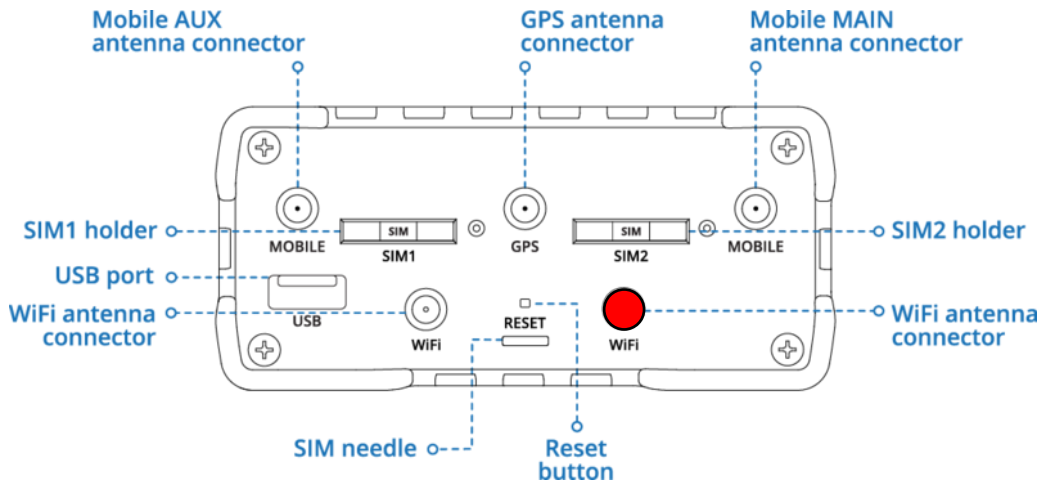 Mobile AUX
antenna connector
GPS antenna
connector
Mobile MAIN
antenna connector
SIM1 holder
SIM
SIM
SIM2 holder
MOBILE
SIM1
GPS
SIM2
MOBILE
USB port
WiFi antenna
connector
USB
WiFi
RESET
WiFi
WiFi antenna
connector
SIM needle
Reset
button